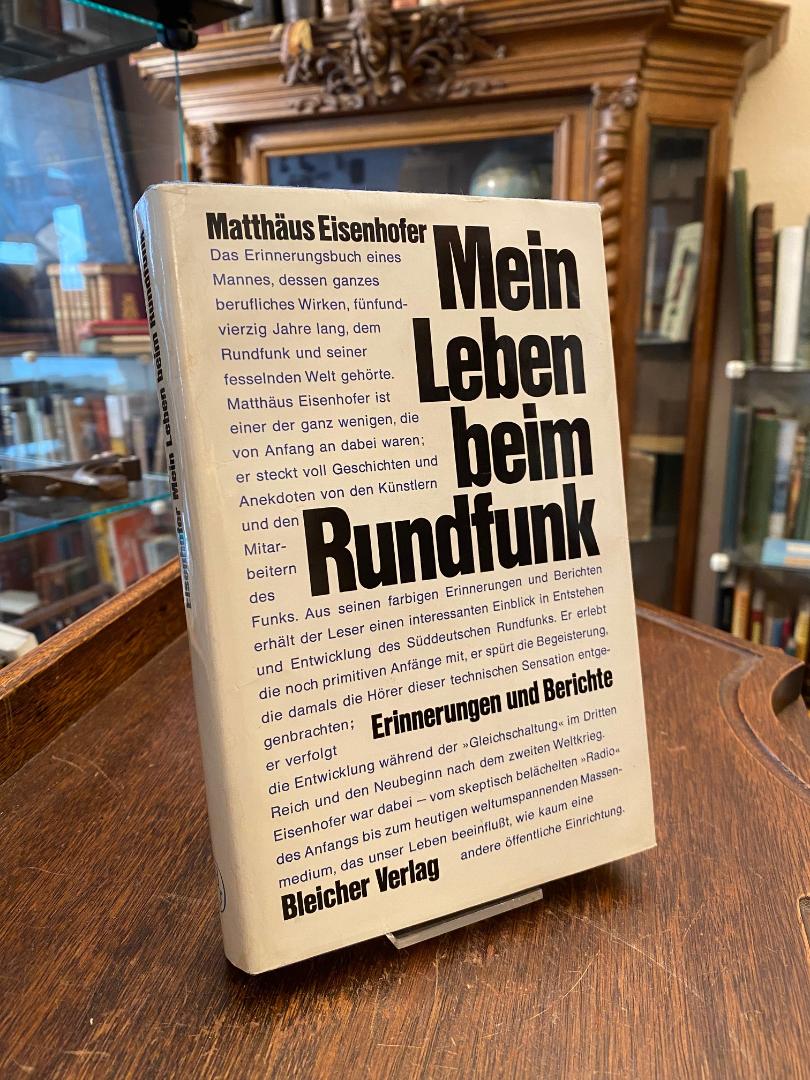 Matthäus Eisenhofer
Mein
Leben
beim
Rundfunk
Das Erinnerungsbuch eines
Mannes, dessen ganzes
berufliches Wirken, fünfund-
vierzig Jahre lang, dem
Rundfunk und seiner
fesselnden Welt gehörte.
Matthäus Eisenhofer ist
einer der ganz wenigen, die
von Anfang an dabei waren;
er steckt voll Geschichten und
Anekdoten von den Künstlern
und den
Mitar-
beitern
des
Funks. Aus seinen farbigen Erinnerungen und Berichten
erhält der Leser einen interessanten Einblick in Entstehen
und Entwicklung des Süddeutschen Rundfunks. Er erlebt
die noch primitiven Anfänge mit, er spürt die Begeisterung,
die damals die Hörer dieser technischen Sensation entge-
genbrachten;
er verfolgt
Erinnerungen und Berichte
die Entwicklung während der »Gleichschaltung« im Dritten
Reich und den Neubeginn nach dem zweiten Weltkrieg.
Eisenhofer war dabei – vom skeptisch belächelten »Radio«
des Anfangs bis zum heutigen weltumspannenden Massen-
medium, das unser Leben beeinflußt, wie kaum eine
andere öffentliche Einrichtung.
Bleicher Verlag
Eisenhofer Mein Leben beim Rundfunk